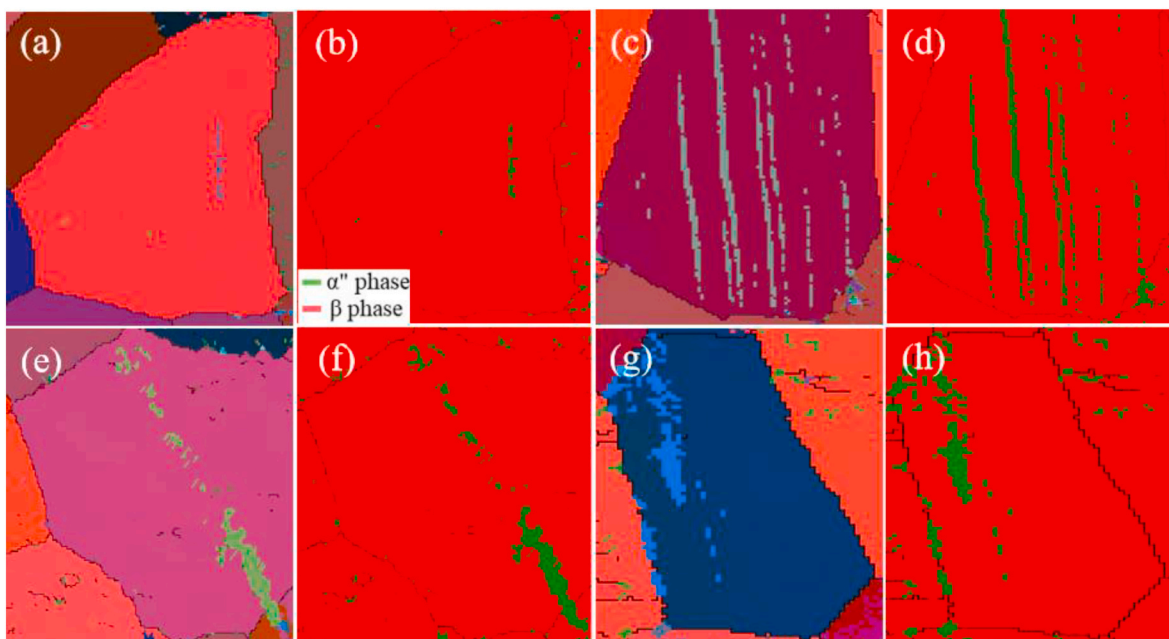 (a)
(b)
(c)
(d)
α" phase
β phase
(e)
(f)
(g)
(h)